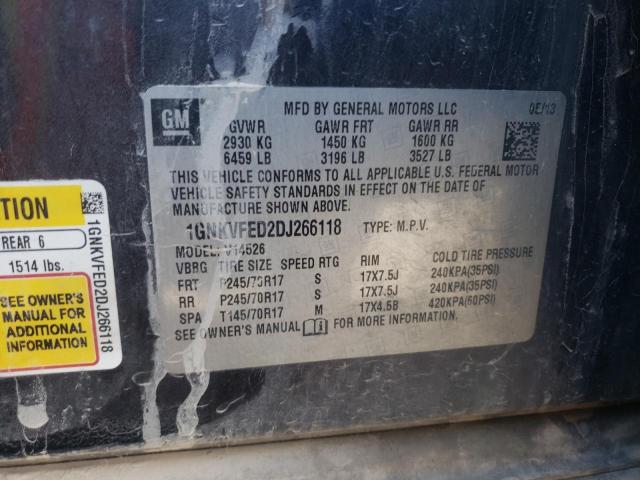 GM
MFD BY GENERAL MOTORS LLC
GVWR GAWR FRT GAWR RR
2930 KG 1450 KG 1600 KG
6459 LB 3196 LB 3527 LB
THIS VEHICLE CONFORMS TO ALL APPLICABLE U.S. FEDERAL MOTOR
VEHICLE SAFETY STANDARDS IN EFFECT ON THE DATE OF
MANUFACTURE SHOWN ABOVE.
1GNKVFED2DJ266118 TYPE: M.P.V.
MODEL: V14526
VBRG TIRE SIZE SPEED RTG RIM COLD TIRE PRESSURE
FRT P245/70R17 S 17X7.5J 240KPA(35PSI)
RR P245/70R17 S 17X7.5J 240KPA(35PSI)
SPA T145/70R17 M 17X4.5B 420KPA(60PSI)
SEE OWNER'S MANUAL FOR MORE INFORMATION.
TION
REAR 6
1514 lbs.
SEE OWNER'S
MANUAL FOR
ADDITIONAL
INFORMATION
1GNKVFED2DJ266118